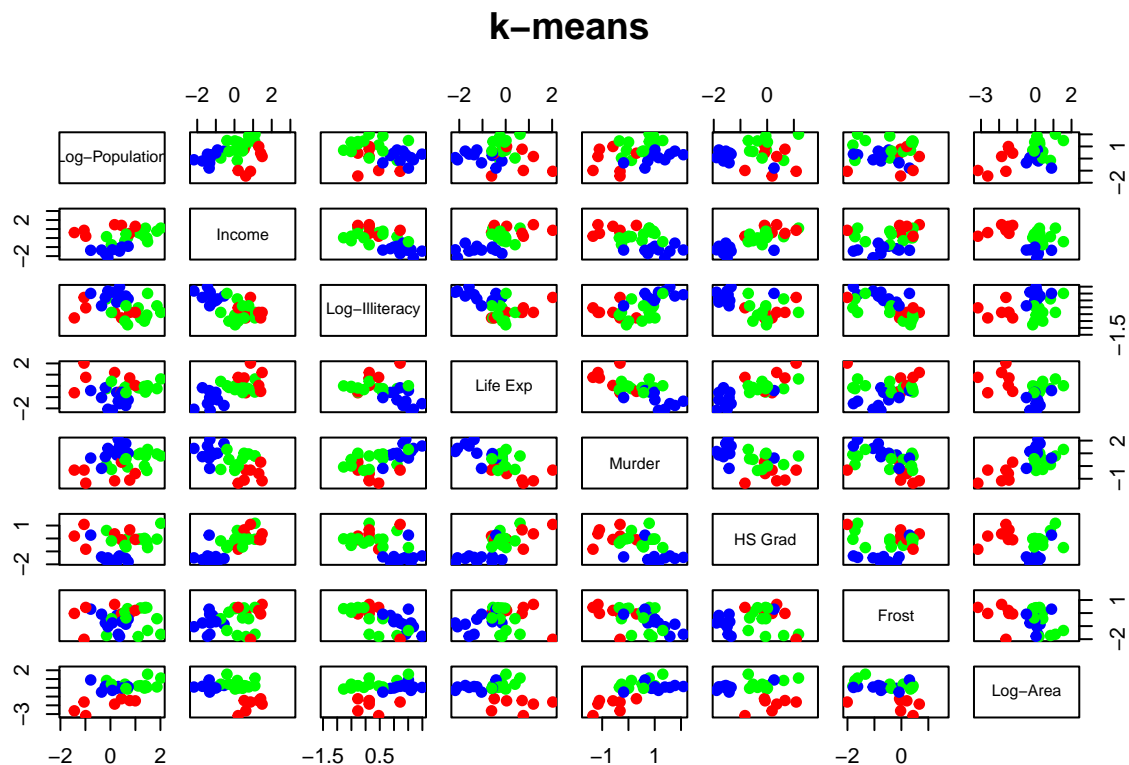 k−means
−2 0 2
−2 0 2
−2 0
−3 0 2
Log−Population
−2 1
−2 2
Income
Log−Illiteracy
−1.5
−2 2
Life Exp
Murder
−1 2
−2 1
HS Grad
Frost
−2 1
−3 2
Log−Area
−2 0 2
−1.5 0.5
−1 1
−2 0